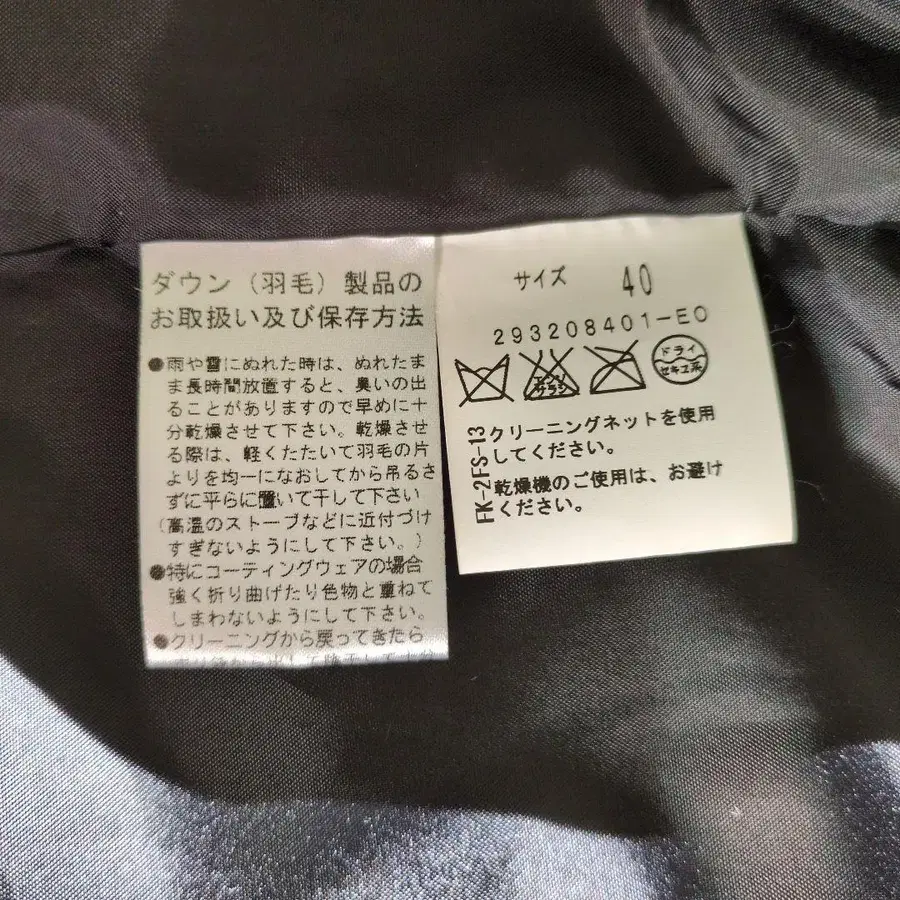 ダウン（羽毛）製品の
お取扱い及び保存方法
●雨や雪にぬれた時は、ぬれたま
ま長時間放置すると、臭いの出
ることがありますので早めに十
分乾燥させて下さい。乾燥させ
る際は、軽くたたいて羽毛の片
よりを均一になおしてから吊るさ
ずに平らに置いて干して下さい
（高温のストーブなどに近付づけ
すぎないようにして下さい。）
●特にコーティングウェアの場合
強く折り曲げたり色物と重ねて
しまわないようにして下さい。
●クリーニングから戻ってきたら
サイズ 40
293208401-E0
エンソ
サラシ
ドライ
セキユ系
クリーニングネットを使用
してください。
乾燥機のご使用は、お避け
ください。
FK-2FS-13